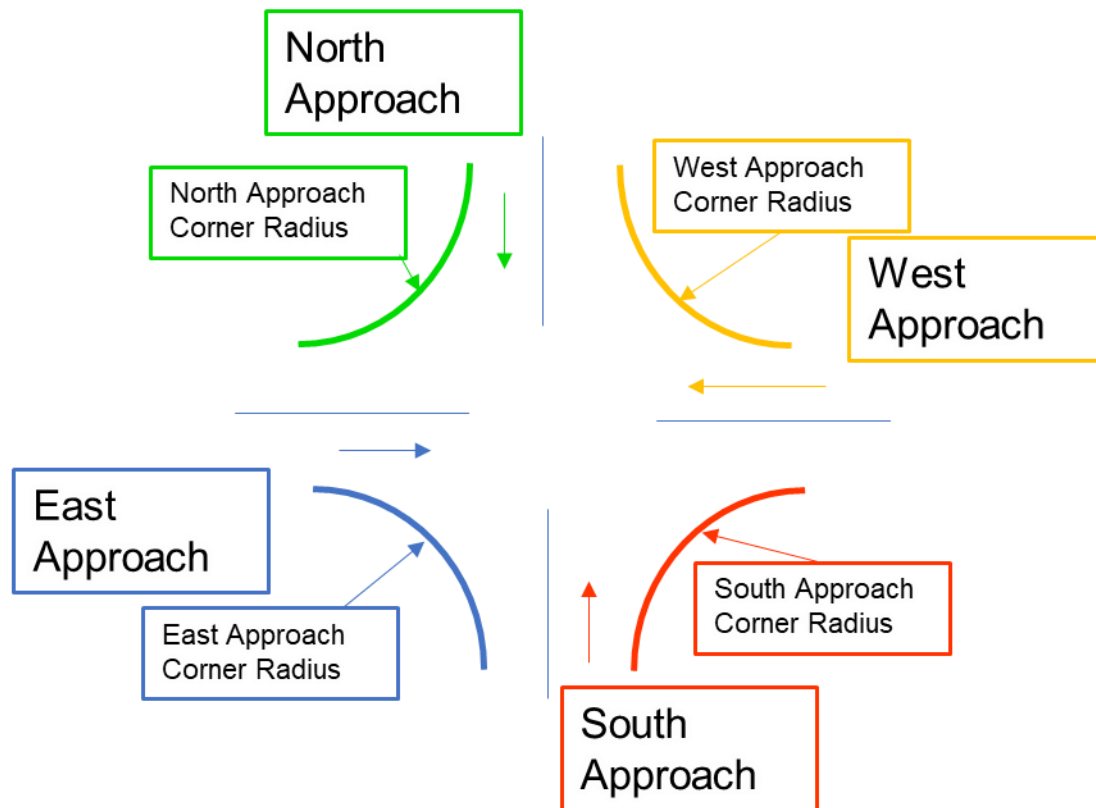 North
Approach
North Approach
Corner Radius
West Approach
Corner Radius
West
Approach
East
Approach
East Approach
Corner Radius
South Approach
Corner Radius
South
Approach